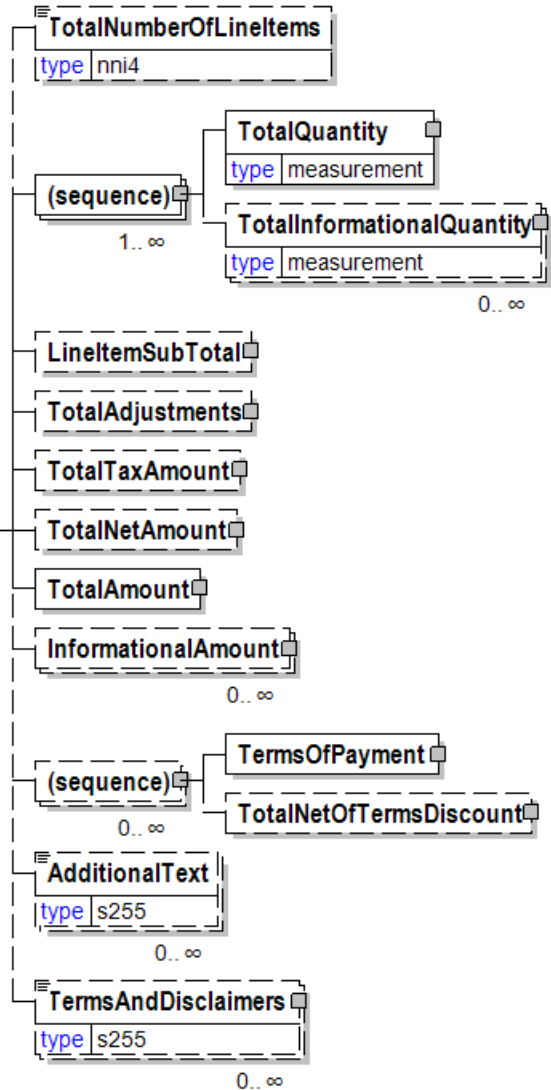 TotalNumberOfLineItems
type nni4
TotalQuantity
type measurement
(sequence)
1.. ∞
TotalInformationalQuantity
type measurement
0.. ∞
LineItemSubTotal
TotalAdjustments
TotalTaxAmount
TotalNetAmount
TotalAmount
InformationalAmount
0.. ∞
TermsOfPayment
(sequence)
0.. ∞
TotalNetOfTermsDiscount
AdditionalText
type s255
0.. ∞
TermsAndDisclaimers
type s255
0.. ∞